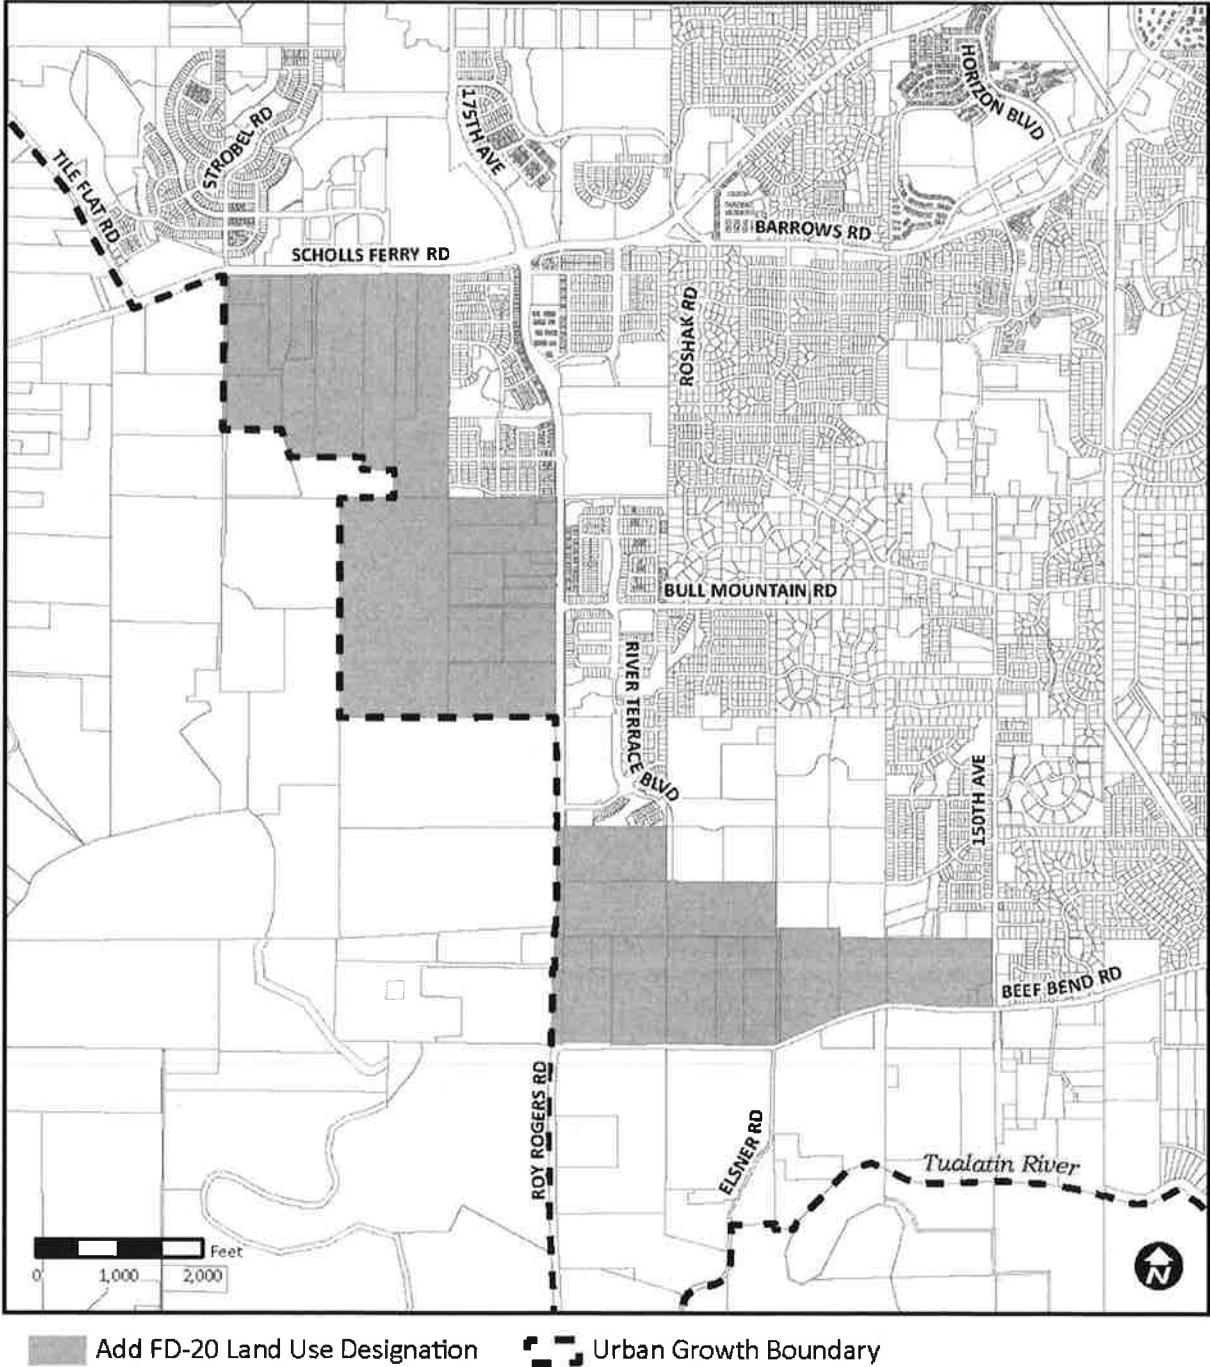 HORIZON BLVD
175TH AVE
STROBEL RD
TILE FLAT RD
BARROWS RD
SCHOLLS FERRY RD
ROSHAK RD
BULL MOUNTAIN RD
RIVER TERRACE BLVD
150TH AVE
BEEF BEND RD
ROY ROGERS RD
ELSNER RD
Tualatin River
Feet
0 1,000 2,000
N
Add FD-20 Land Use Designation
Urban Growth Boundary